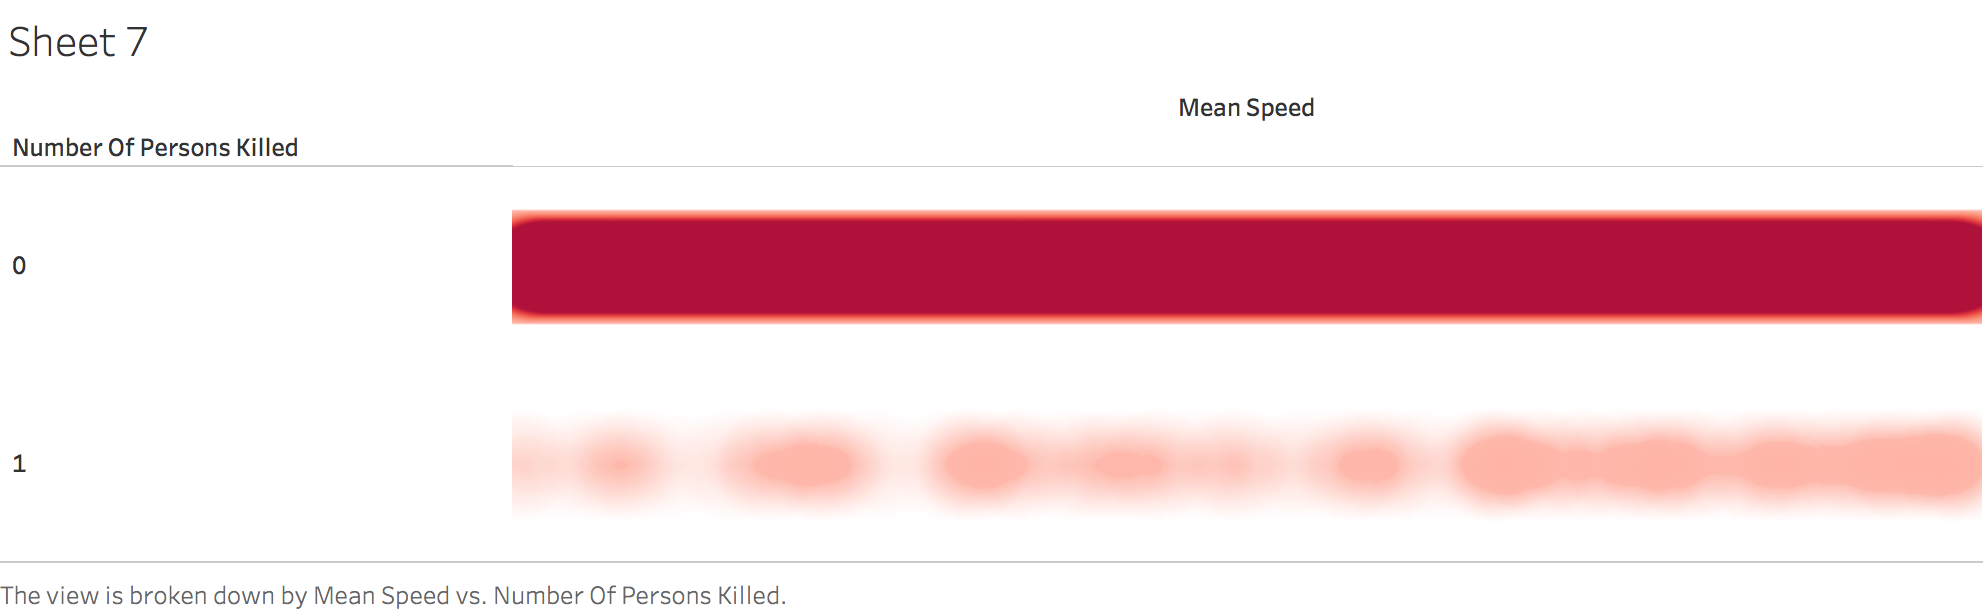 Sheet 7
Mean Speed
Number Of Persons Killed
0
1
The view is broken down by Mean Speed vs. Number Of Persons Killed.